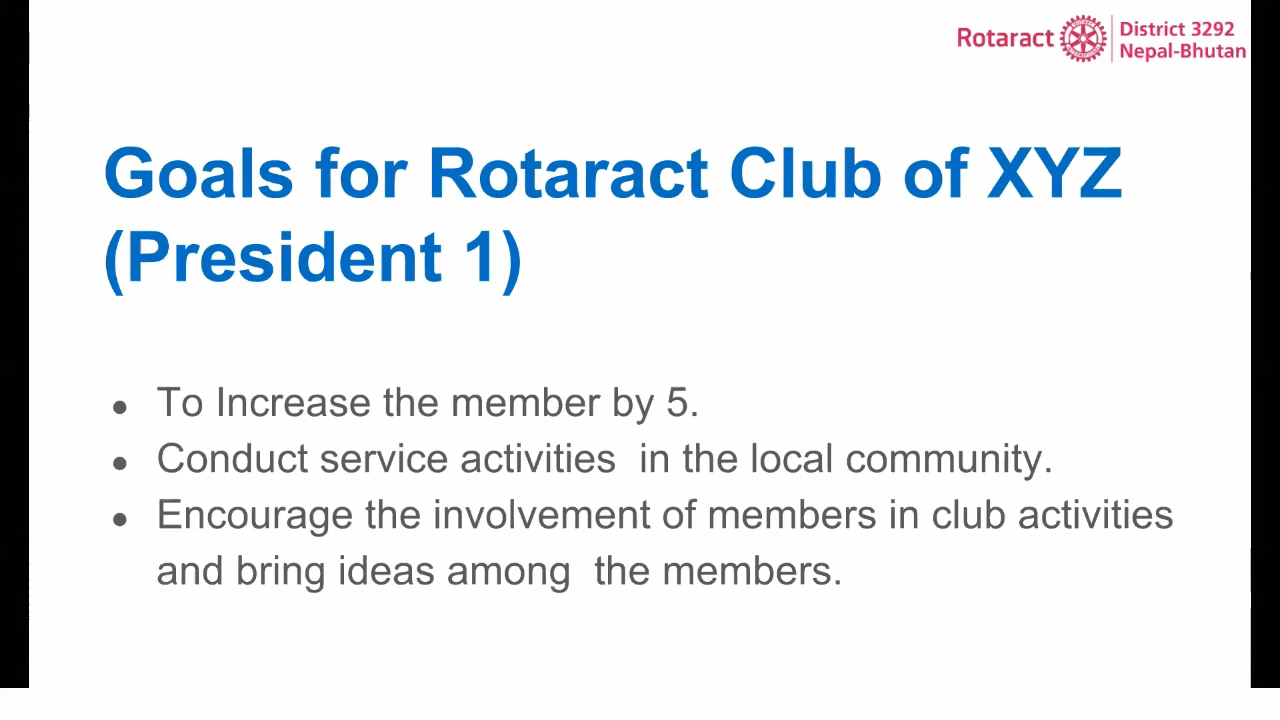 Rotaract
District 3292
Nepal-Bhutan
Goals for Rotaract Club of XYZ
(President 1)
● To Increase the member by 5.
● Conduct service activities  in the local community.
● Encourage the involvement of members in club activities
and bring ideas among  the members.